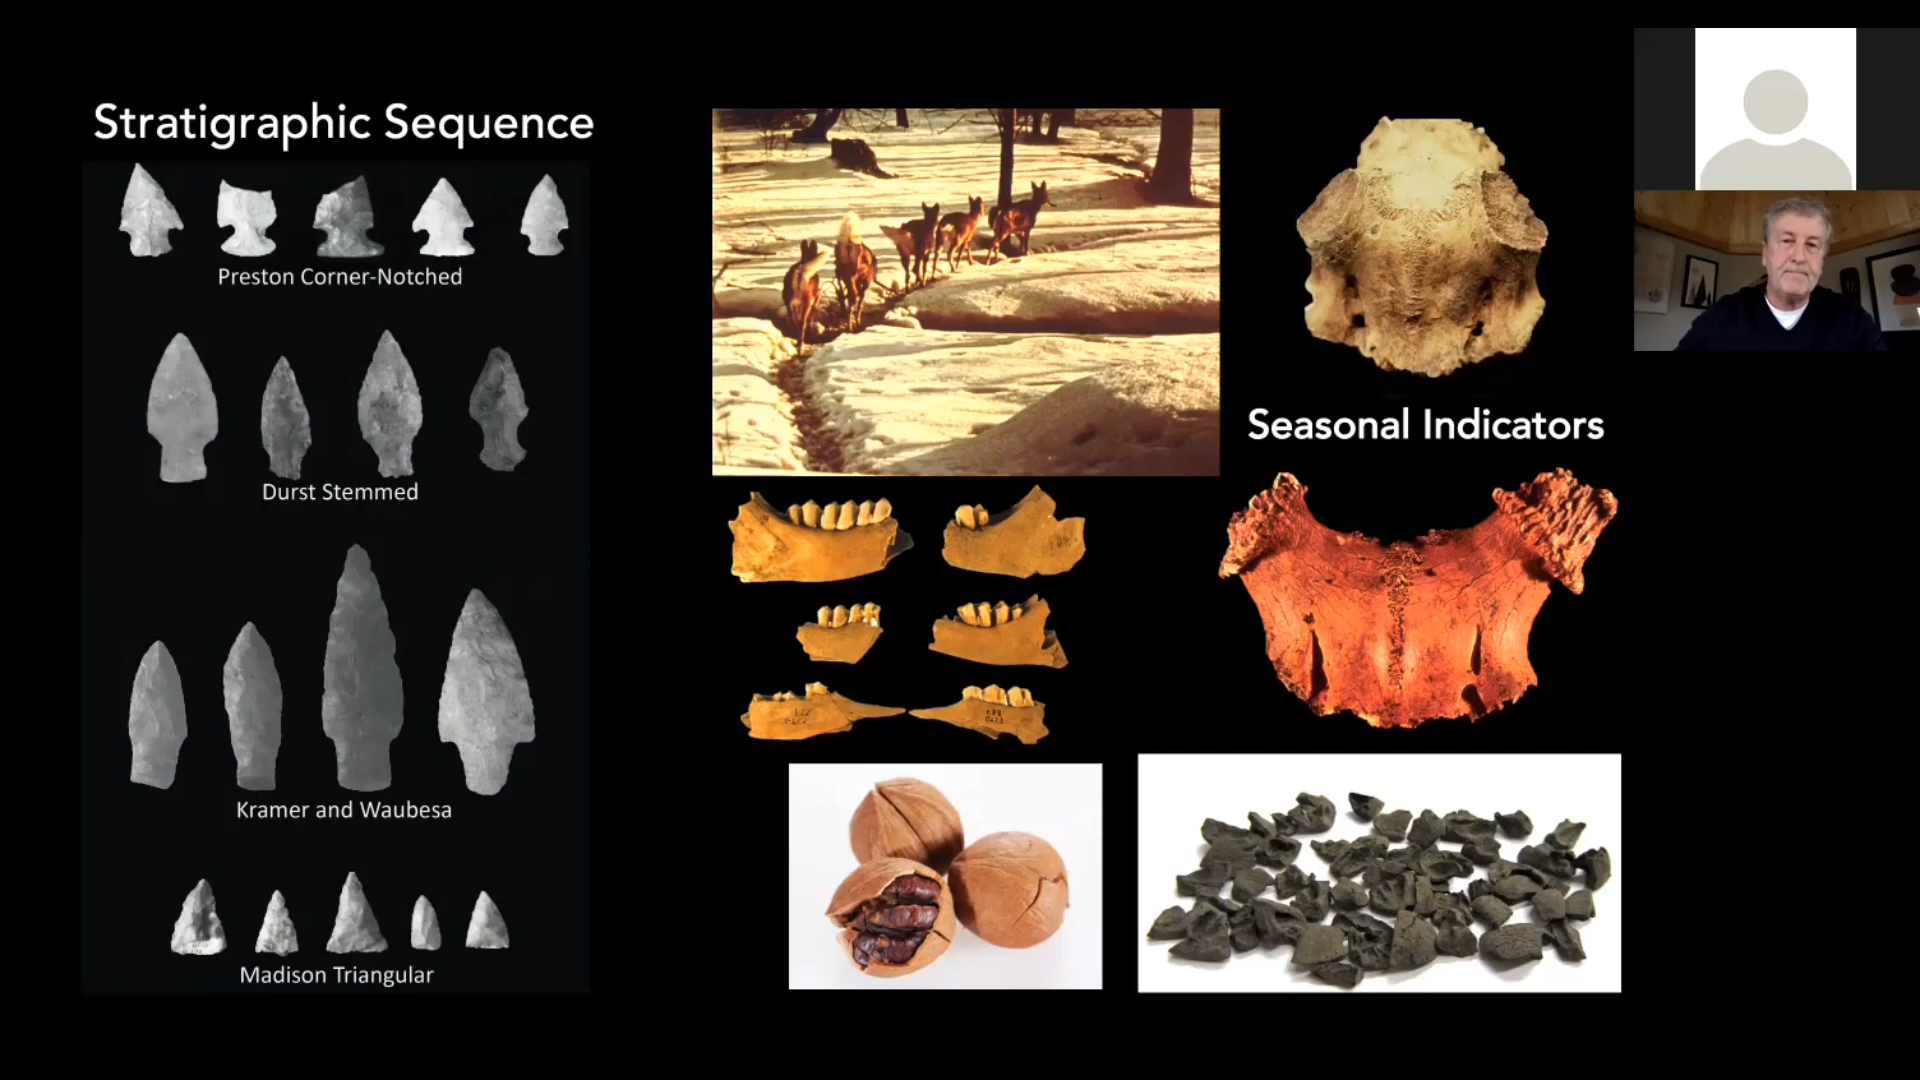 Stratigraphic Sequence
Preston Corner-Notched
Durst Stemmed
Kramer and Waubesa
Madison Triangular
Seasonal Indicators